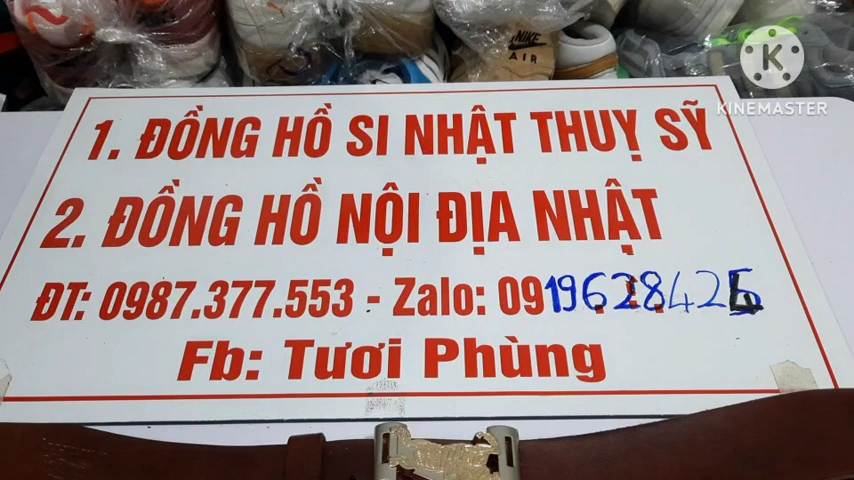 NIKE
AIR
K
KINEMASTER
1. ĐỒNG HỒ SI NHẬT THUỴ SỸ
2. ĐỒNG HỒ NỘI ĐỊA NHẬT
ĐT: 0987.377.553 - Zalo: 09
Fb: Tươi Phùng